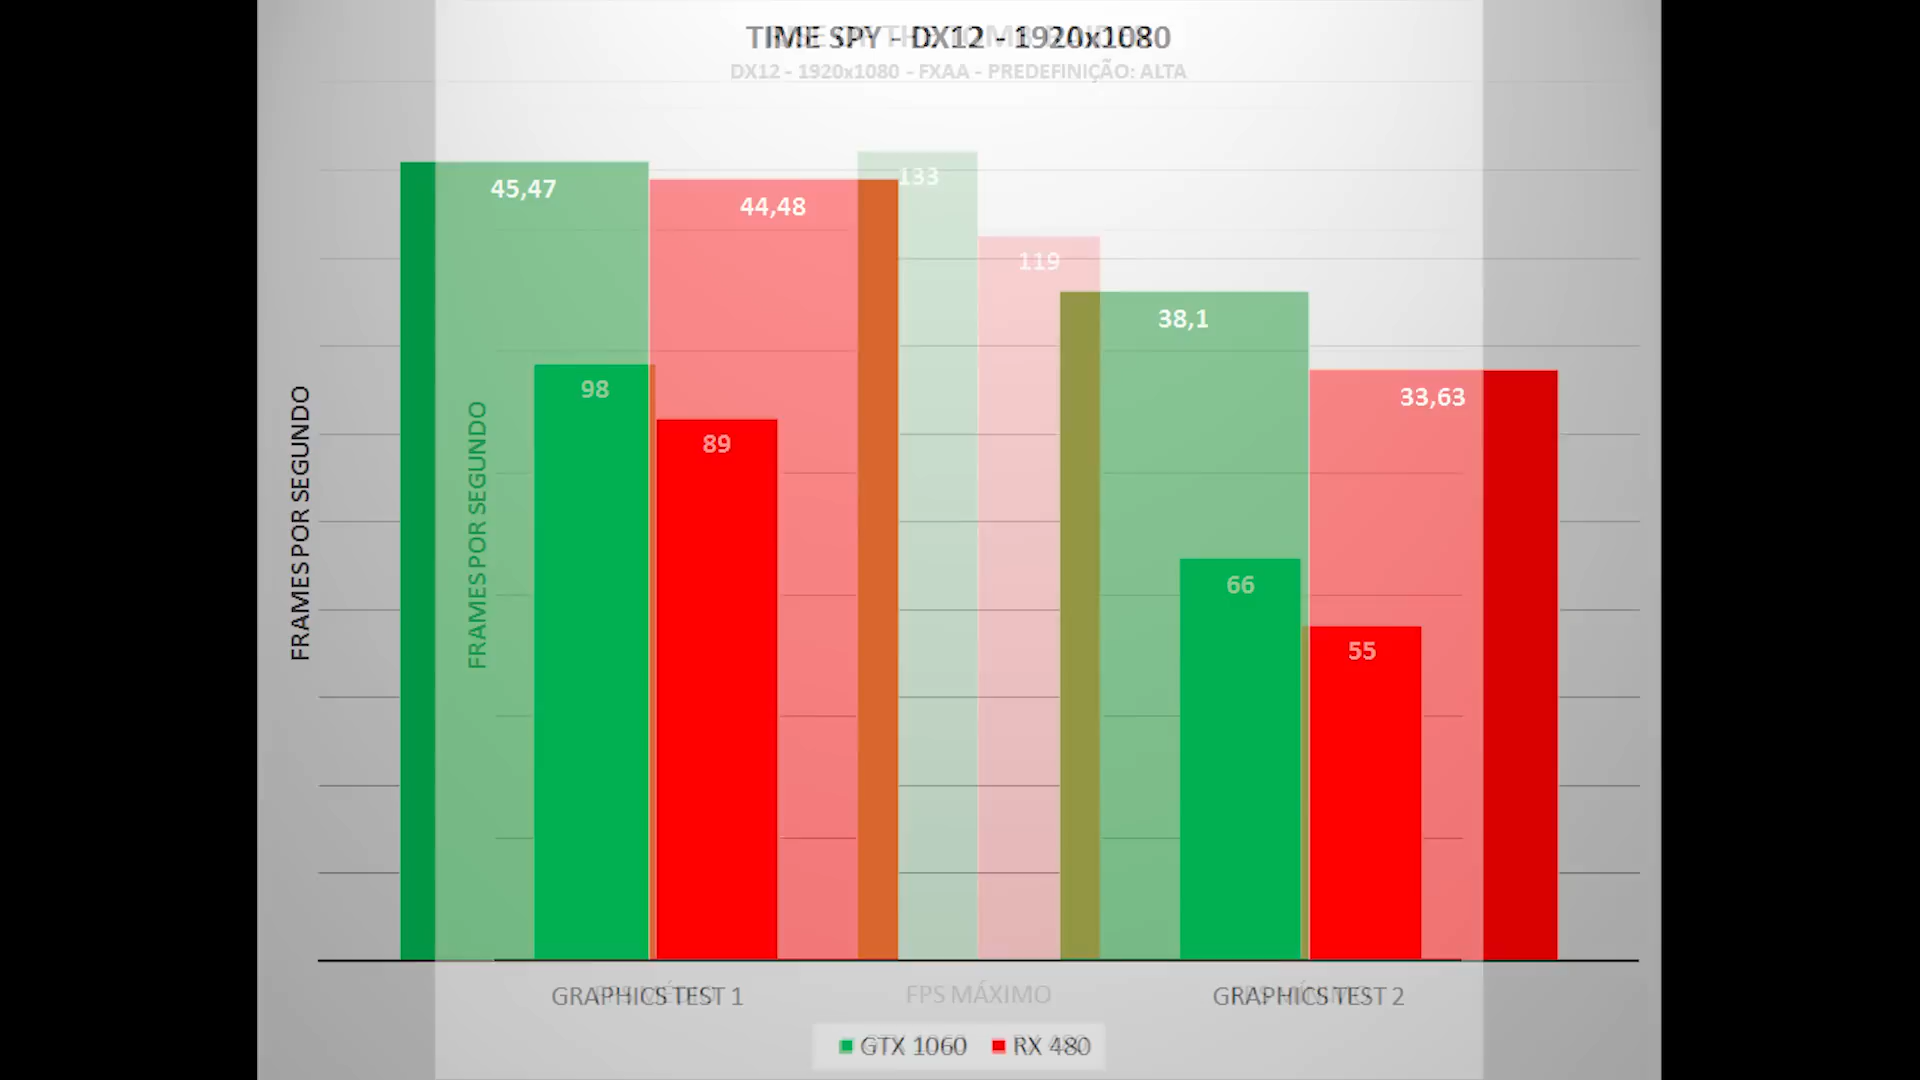 TIME SPY - DX12 - 1920x1080
DX12 - 1920x1080 - FXAA - PREDEFINIÇÃO: ALTA
45,47
44,48
133
119
38,1
33,63
98
89
66
55
FRAMES POR SEGUNDO
FRAMES POR SEGUNDO
GRAPHICS TEST 1
FPS MÁXIMO
GRAPHICS TEST 2
GTX 1060
RX 480